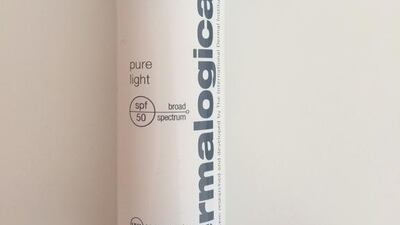 pure
light
spf
50
broad
spectrum
rmalogica
researched and developed by The International Dermal Institute